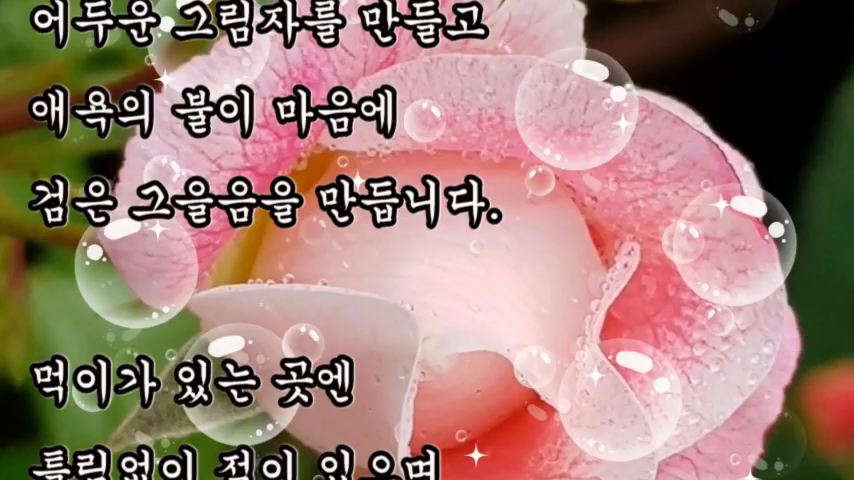 어두운 그림자를 만들고
애욕의 불이 마음에
검은 그을음을 만듭니다.
먹이가 있는 곳엔
틀림없이 적이 있으며